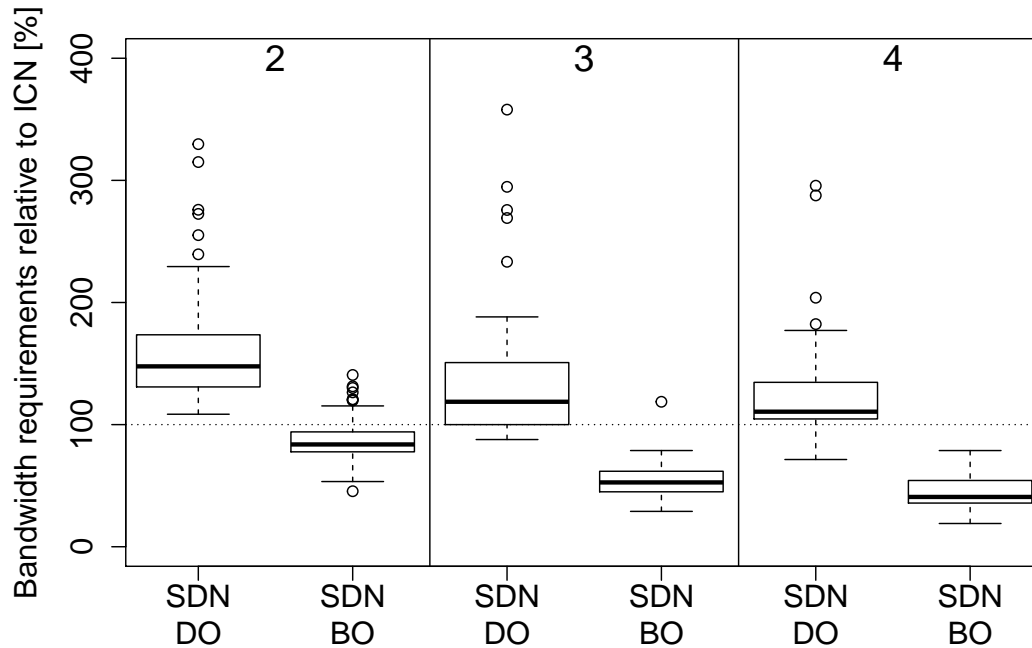 Bandwidth requirements relative to ICN [%]
400
300
200
100
0
2
3
4
SDN
DO
SDN
BO
SDN
DO
SDN
BO
SDN
DO
SDN
BO